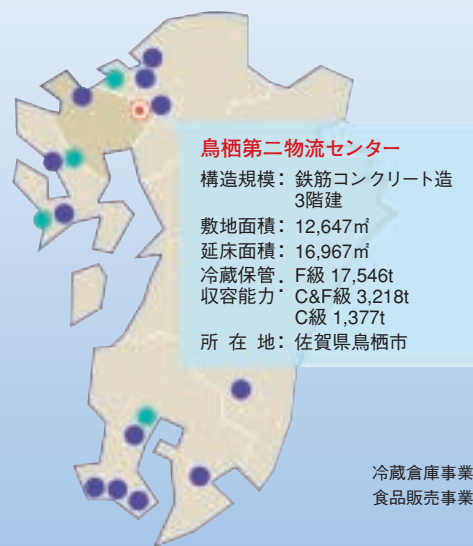 鳥栖第二物流センター
構造規模： 鉄筋コンクリート造
3階建
敷地面積： 12,647㎡
延床面積： 16,967㎡
冷蔵保管 F級 17,546t
収容能力： C&F級 3,218t
C級 1,377t
所 在 地： 佐賀県鳥栖市
冷蔵倉庫事業
食品販売事業